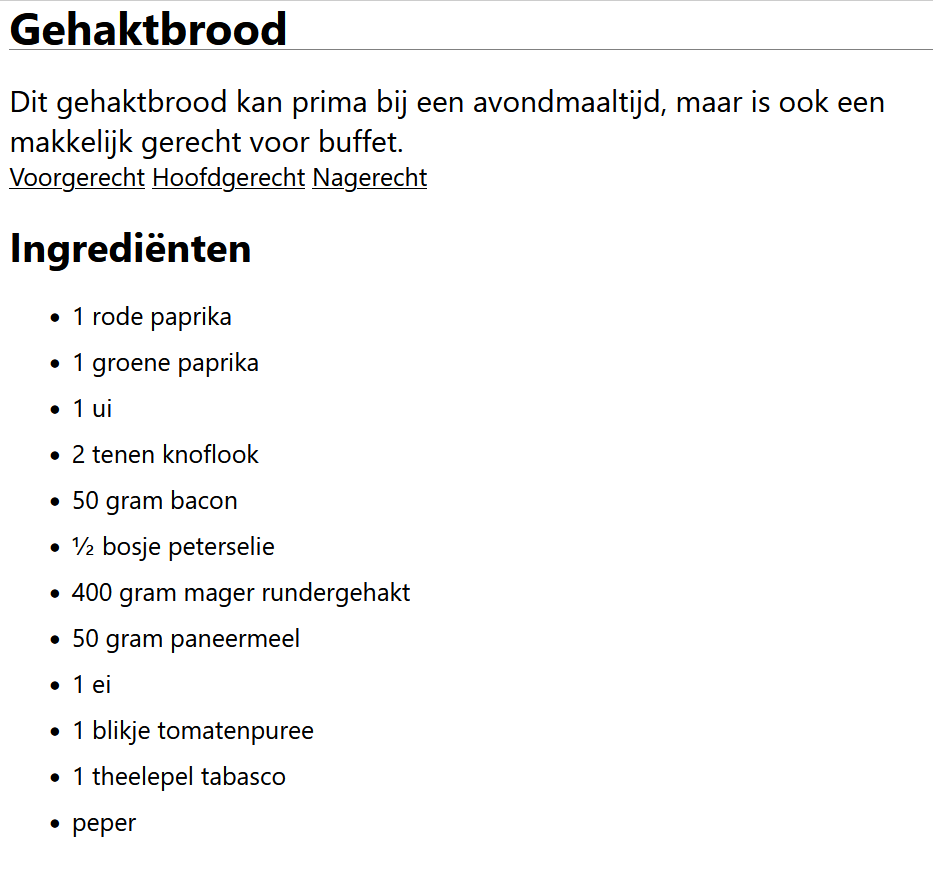 Gehaktbrood
Dit gehaktbrood kan prima bij een avondmaaltijd, maar is ook een
makkelijk gerecht voor buffet.
Voorgerecht Hoofdgerecht Nagerecht
Ingrediënten
• 1 rode paprika
• 1 groene paprika
• 1 ui
• 2 tenen knoflook
• 50 gram bacon
• ½ bosje peterselie
• 400 gram mager rundergehakt
• 50 gram paneermeel
• 1 ei
• 1 blikje tomatenpuree
• 1 theelepel tabasco
• peper